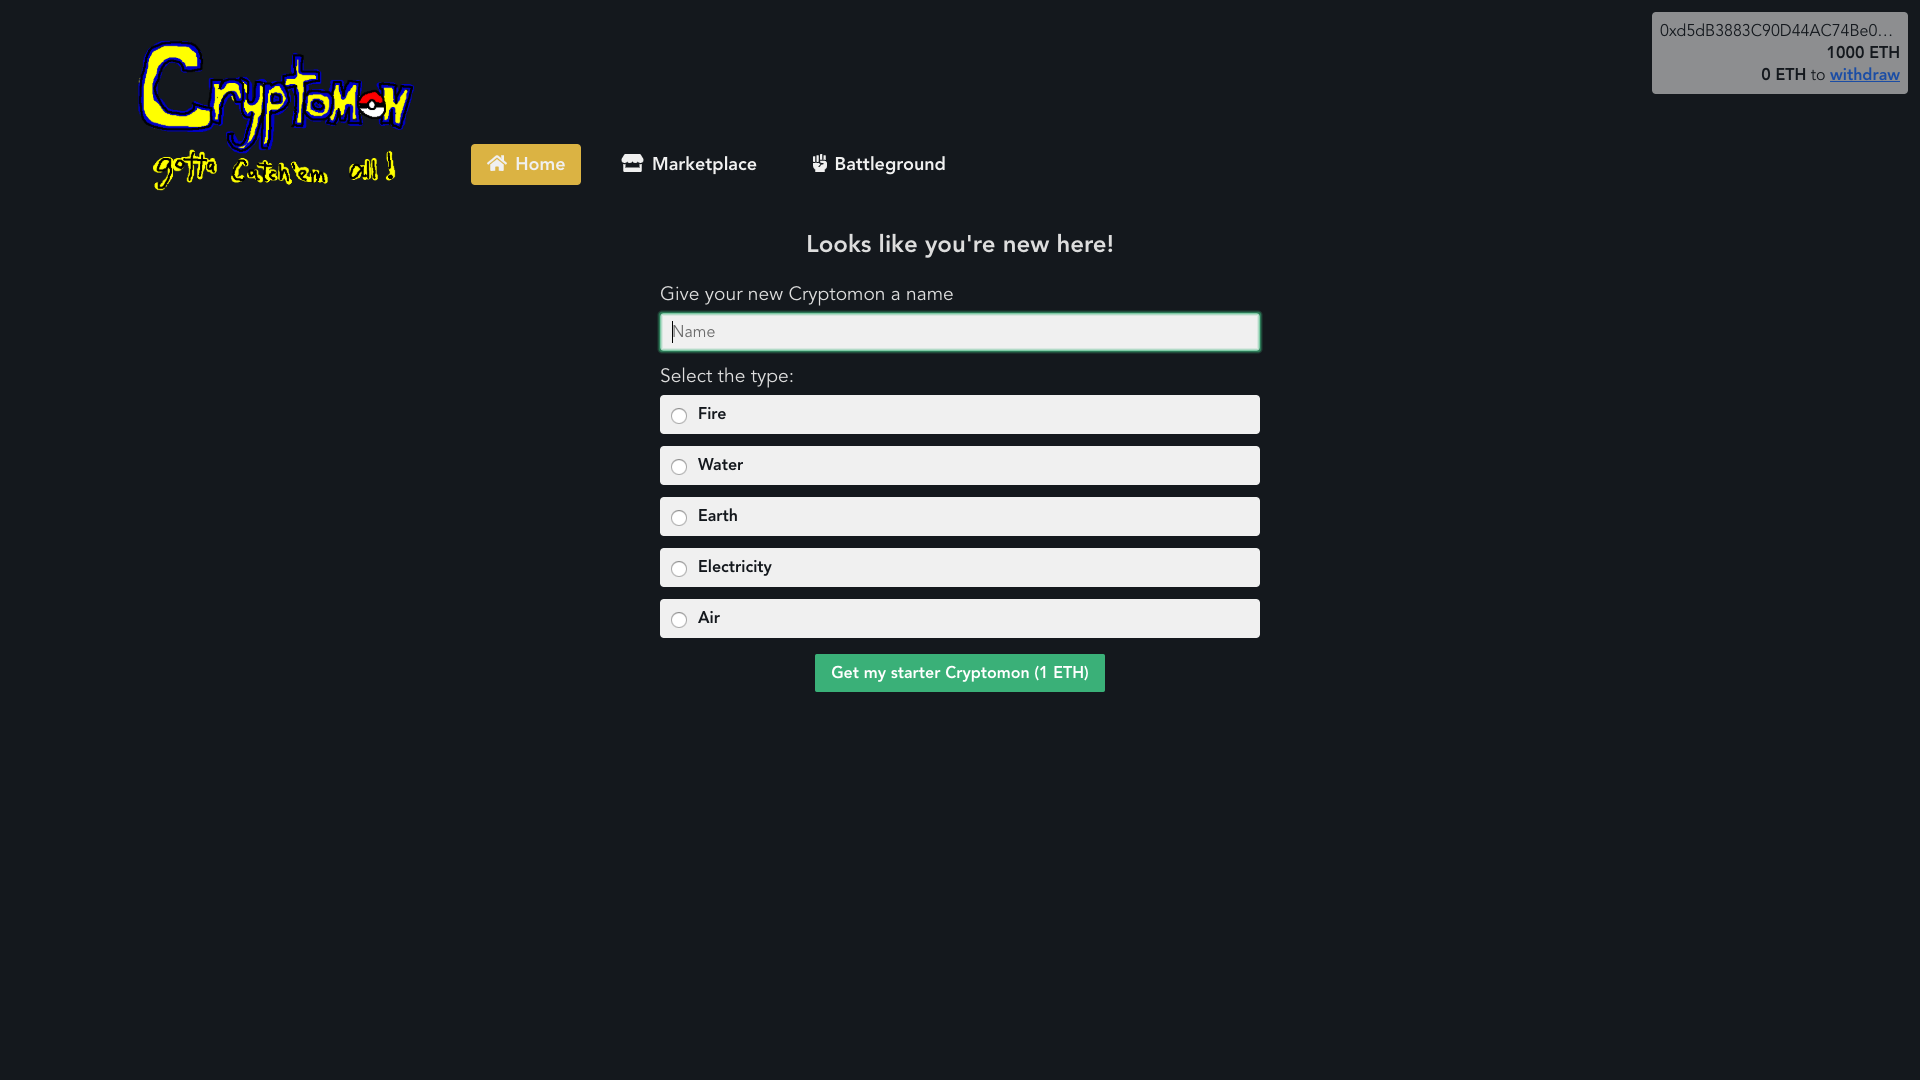 0xd5dB3883C90D44AC74Be0...
1000 ETH
0 ETH to withdraw
Cryptomon
gotta Catch'em all!
Home
Marketplace
Battleground
Looks like you're new here!
Give your new Cryptomon a name
Name
Select the type:
Fire
Water
Earth
Electricity
Air
Get my starter Cryptomon (1 ETH)